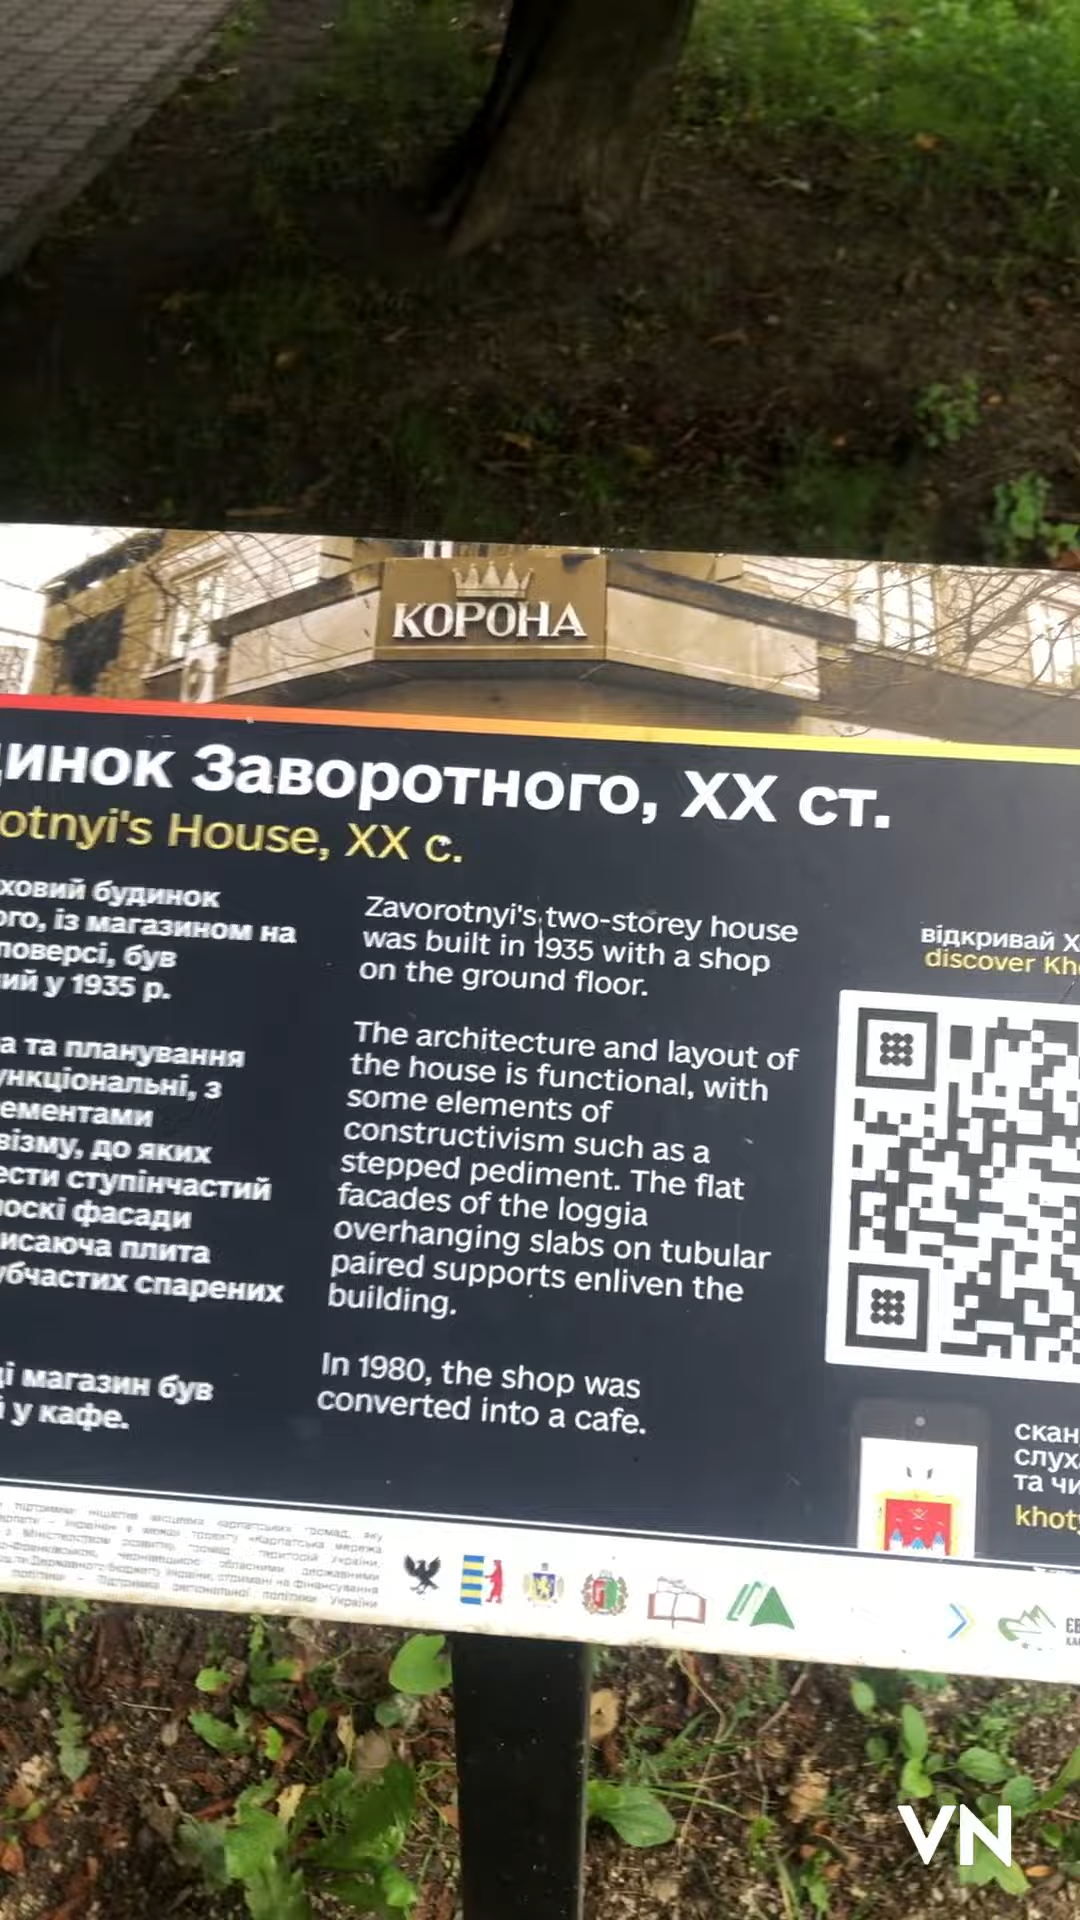 КОРОНА
динок Заворотного, ХХ ст.
otnyi's House, XX c.
ховий будинок
ого, із магазином на
поверсі, був
ий у 1935 р.
а та планування
ункціональні, з
ементами
візму, до яких
ести ступінчастий
лоскі фасади
исаюча плита
убчастих спарених
ді магазин був
й у кафе.
Zavorotnyi's two-storey house
was built in 1935 with a shop
on the ground floor.
The architecture and layout of
the house is functional, with
some elements of
constructivism such as a
stepped pediment. The flat
facades of the loggia
overhanging slabs on tubular
paired supports enliven the
building.
In 1980, the shop was
converted into a cafe.
відкривай Х
discover Kh
скан
слух
та чи
khoty
VN